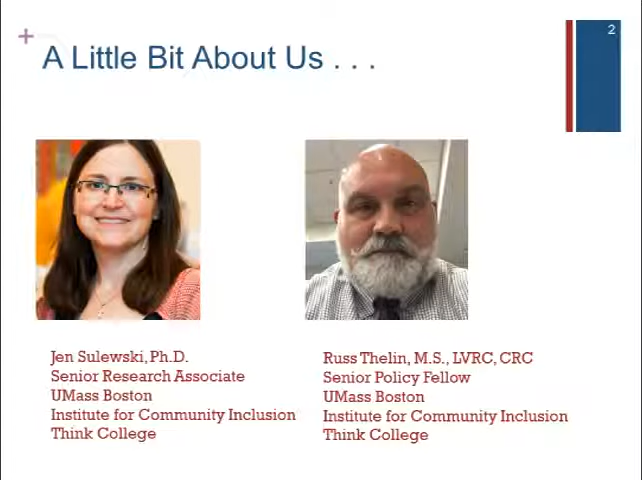 2
+
A Little Bit About Us . . .
Jen Sulewski, Ph.D.
Senior Research Associate
UMass Boston
Institute for Community Inclusion
Think College
Russ Thelin, M.S., LVRC, CRC
Senior Policy Fellow
UMass Boston
Institute for Community Inclusion
Think College